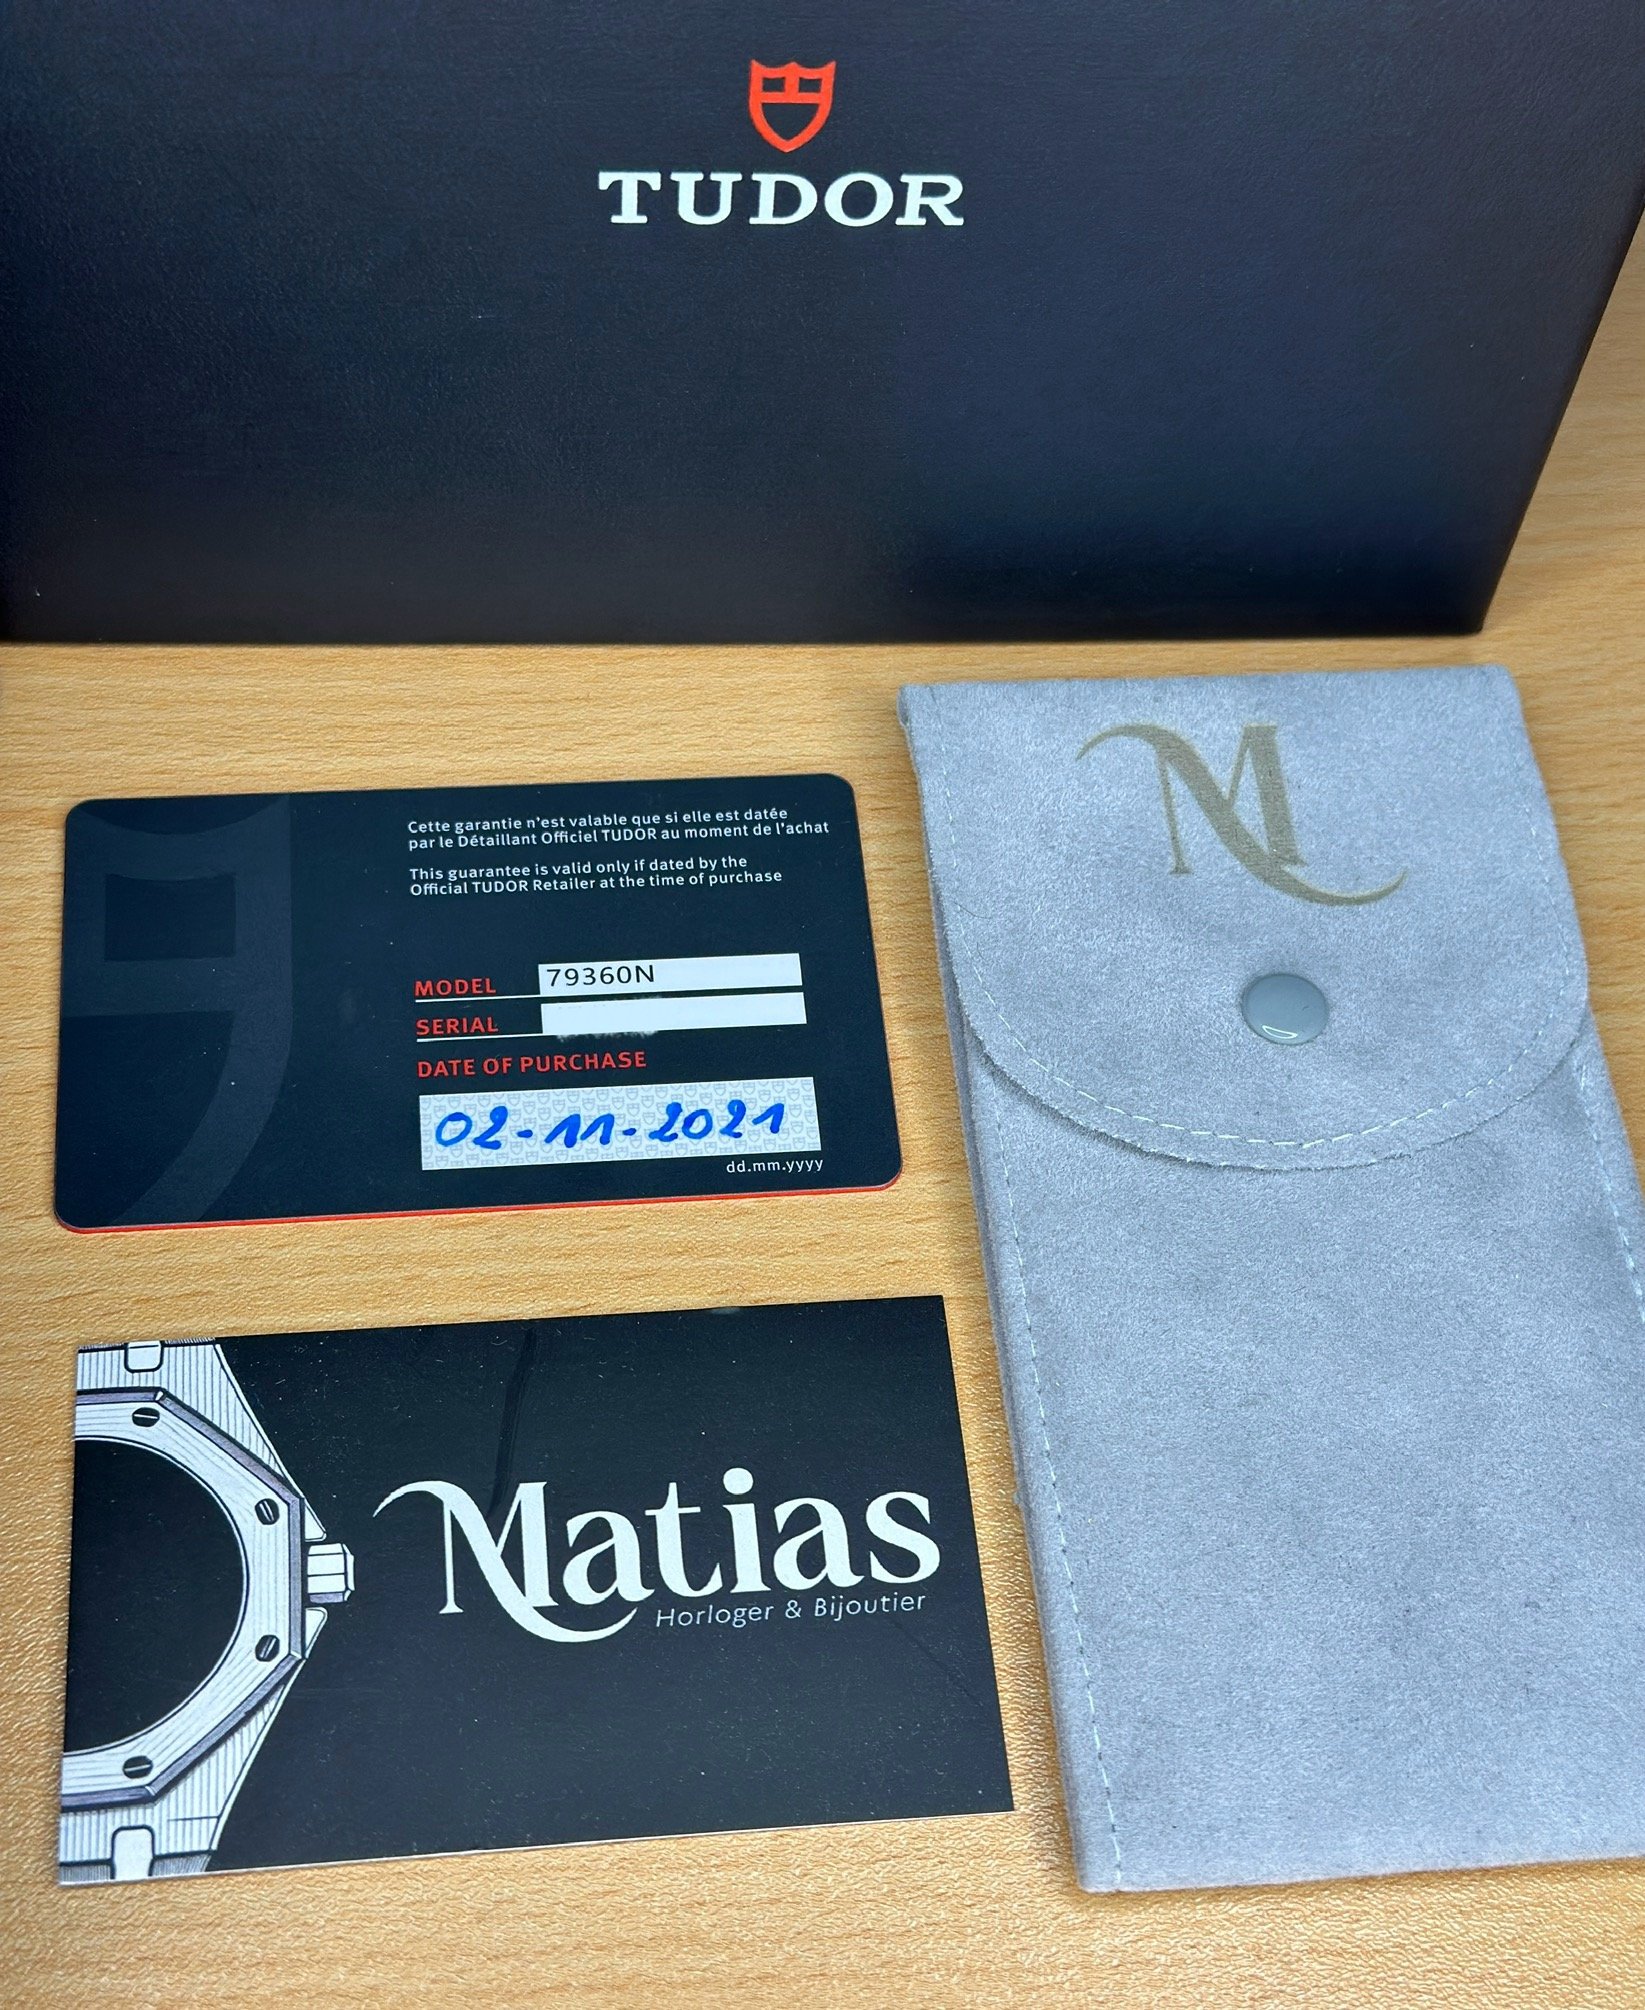 TUDOR
Cette garantie n'est valable que si elle est datée
par le Détaillant Officiel TUDOR au moment de l'achat
This guarantee is valid only if dated by the
Official TUDOR Retailer at the time of purchase
MODEL 79360N
SERIAL
DATE OF PURCHASE
02-11-2021
dd.mm.yyyy
M
Matias
Horloger & Bijoutier